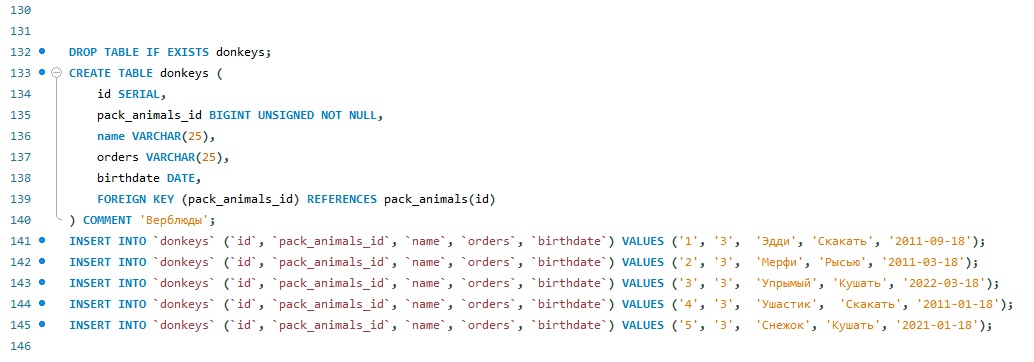 130
131
132 DROP TABLE IF EXISTS donkeys;
133 CREATE TABLE donkeys (
134 id SERIAL,
135 pack_animals_id BIGINT UNSIGNED NOT NULL,
136 name VARCHAR(25),
137 orders VARCHAR(25),
138 birthdate DATE,
139 FOREIGN KEY (pack_animals_id) REFERENCES pack_animals(id)
140 ) COMMENT 'Верблюды';
141 INSERT INTO `donkeys` (`id`, `pack_animals_id`, `name`, `orders`, `birthdate`) VALUES ('1', '3', 'Эдди', 'Скакать', '2011-09-18');
142 INSERT INTO `donkeys` (`id`, `pack_animals_id`, `name`, `orders`, `birthdate`) VALUES ('2', '3', 'Мерфи', 'Рысью', '2011-03-18');
143 INSERT INTO `donkeys` (`id`, `pack_animals_id`, `name`, `orders`, `birthdate`) VALUES ('3', '3', 'Упрымый', 'Кушать', '2022-03-18');
144 INSERT INTO `donkeys` (`id`, `pack_animals_id`, `name`, `orders`, `birthdate`) VALUES ('4', '3', 'Ушастик', 'Скакать', '2011-01-18');
145 INSERT INTO `donkeys` (`id`, `pack_animals_id`, `name`, `orders`, `birthdate`) VALUES ('5', '3', 'Снежок', 'Кушать', '2021-01-18');
146